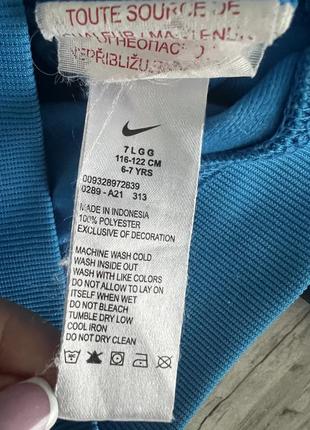 TOUTE SOURCE DE
NEPŘIBLIŽU
7 L G G
116-122 CM
6-7 YRS
009328972839
0289 - A21 313
MADE IN INDONESIA
100% POLYESTER
EXCLUSIVE OF DECORATION
MACHINE WASH COLD
WASH INSIDE OUT
WASH WITH LIKE COLORS
DO NOT ALLOW TO LAY ON
ITSELF WHEN WET
DO NOT BLEACH
TUMBLE DRY LOW
COOL IRON
DO NOT DRY CLEAN